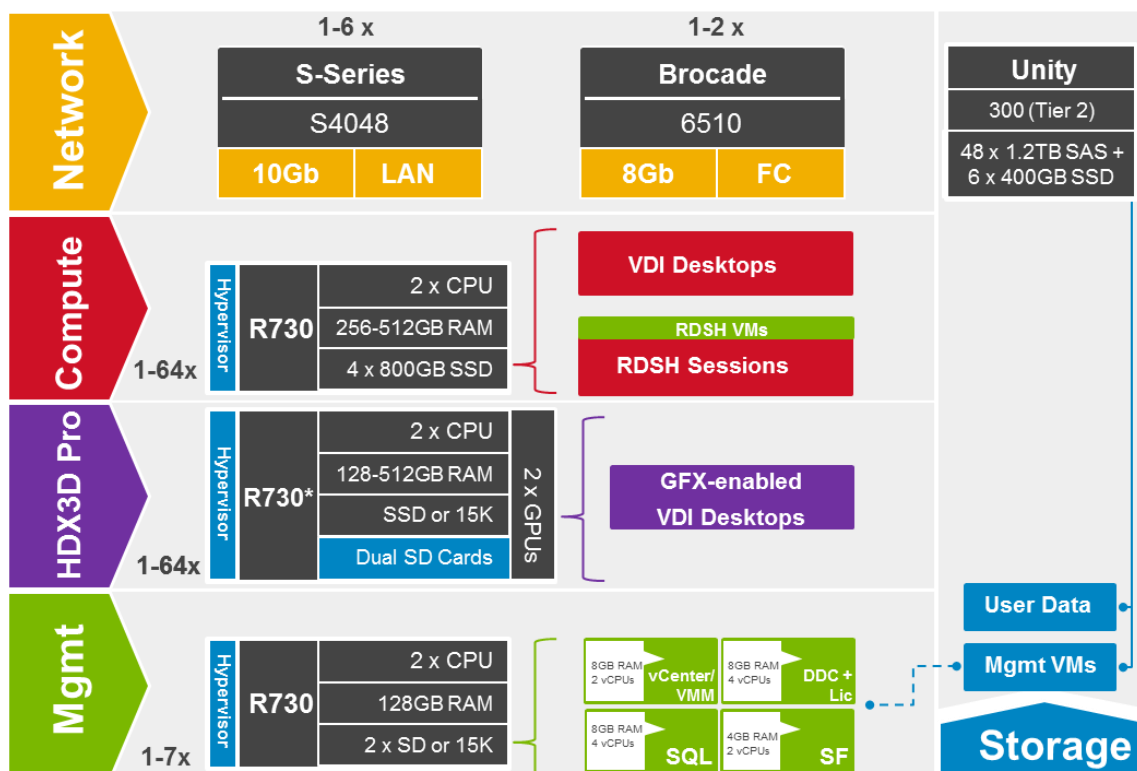 Network
1-6 x
S-Series
S4048
10Gb
LAN
1-2 x
Brocade
6510
8Gb
FC
Unity
300 (Tier 2)
48 x 1.2TB SAS +
6 x 400GB SSD
Compute
1-64x
Hypervisor
R730
2 x CPU
256-512GB RAM
4 x 800GB SSD
VDI Desktops
RDSH VMs
RDSH Sessions
HDX3D Pro
1-64x
Hypervisor
R730*
2 x CPU
128-512GB RAM
SSD or 15K
Dual SD Cards
2 x GPUs
GFX-enabled
VDI Desktops
Mgmt
1-7x
Hypervisor
R730
2 x CPU
128GB RAM
2 x SD or 15K
8GB RAM
2 vCPUs
vCenter/
VMM
8GB RAM
4 vCPUs
DDC +
Lic
8GB RAM
4 vCPUs
SQL
4GB RAM
2 vCPUs
SF
User Data
Mgmt VMs
Storage